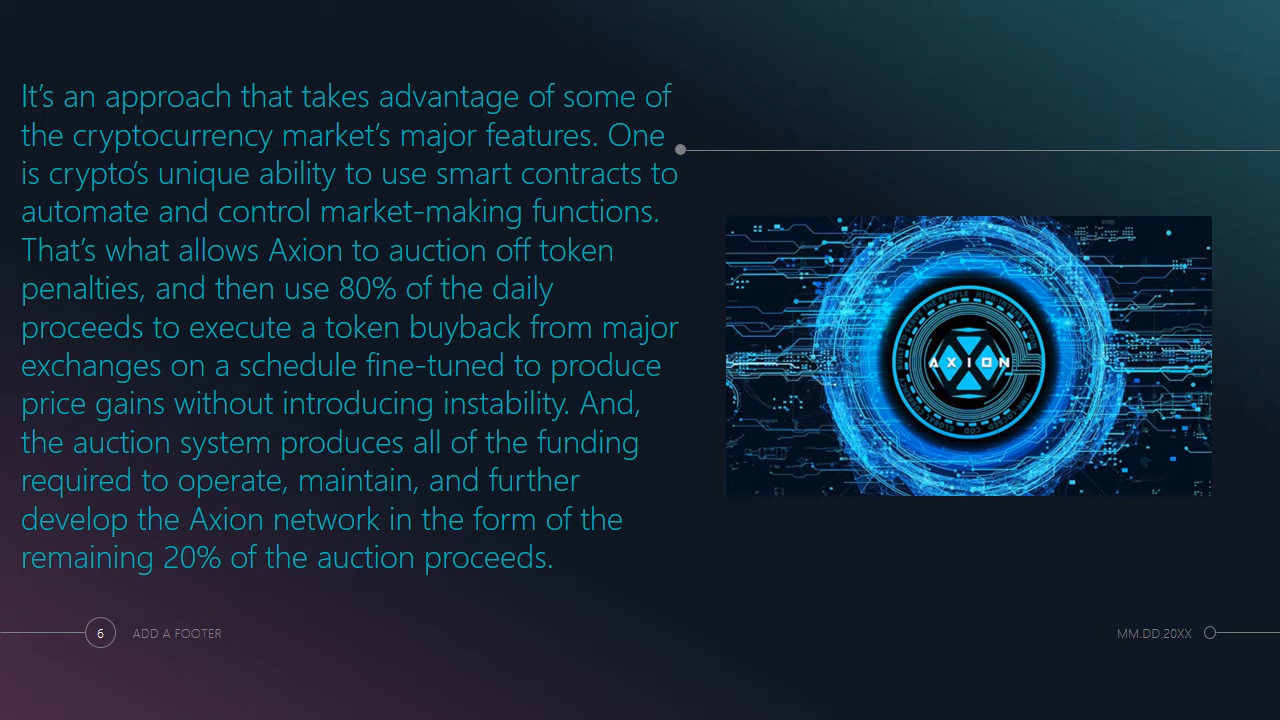 It's an approach that takes advantage of some of
the cryptocurrency market's major features. One
is crypto's unique ability to use smart contracts to
automate and control market-making functions.
That's what allows Axion to auction off token
penalties, and then use 80% of the daily
proceeds to execute a token buyback from major
exchanges on a schedule fine-tuned to produce
price gains without introducing instability. And,
the auction system produces all of the funding
required to operate, maintain, and further
develop the Axion network in the form of the
remaining 20% of the auction proceeds.
AXION
6 ADD A FOOTER
MM.DD.20XX